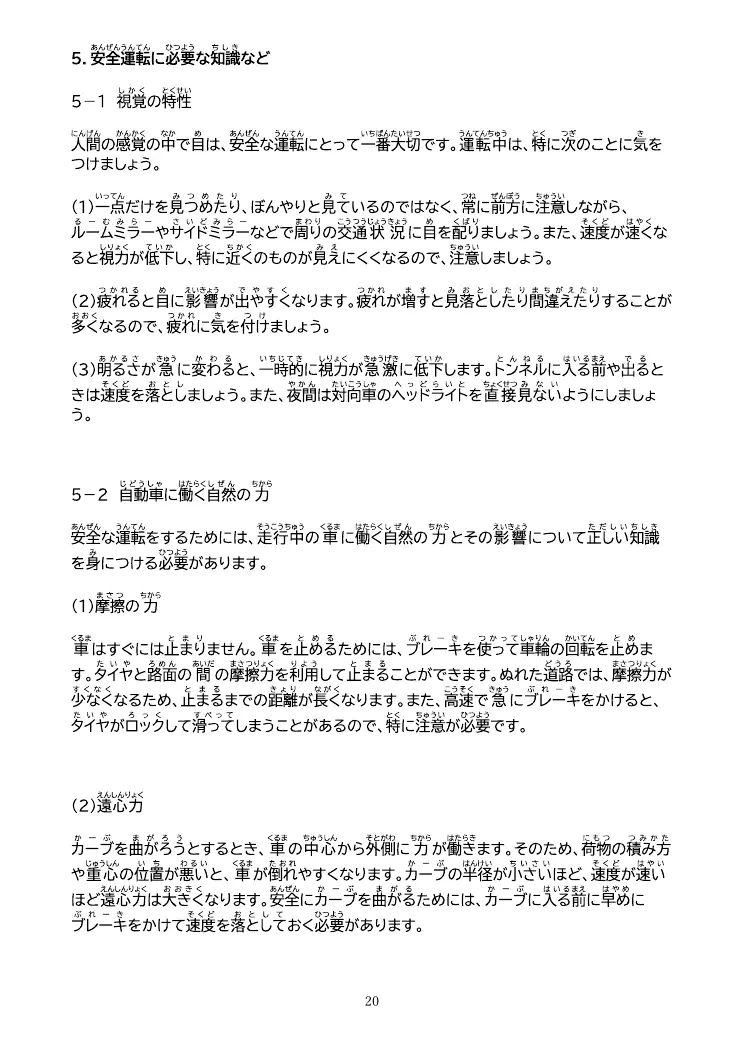 5．安全運転に必要な知識など
5－1 視覚の特性
人間の感覚の中で目は、安全な運転にとって一番大切です。運転中は、特に次のことに気を
つけましょう。
(1)一点だけを見つめたり、ぼんやりと見ているのではなく、常に前方に注意しながら、
ルームミラーやサイドミラーなどで周りの交通状況に目を配りましょう。また、速度が速くな
ると視力が低下し、特に近くのものが見えにくくなるので、注意しましょう。
(2)疲れると目に影響が出やすくなります。疲れが増すと見落としたり間違えたりすることが
多くなるので、疲れに気を付けましょう。
(3)明るさが急に変わると、一時的に視力が急激に低下します。トンネルに入る前や出ると
きは速度を落としましょう。また、夜間は対向車のヘッドライトを直接見ないようにしましょ
う。
5－2 自動車に働く自然の力
安全な運転をするためには、走行中の車に働く自然の力とその影響について正しい知識
を身につける必要があります。
(1)摩擦の力
車はすぐには止まりません。車を止めるためには、ブレーキを使って車輪の回転を止めま
す。タイヤと路面の間の摩擦力を利用して止まることができます。ぬれた道路では、摩擦力が
少なくなるため、止まるまでの距離が長くなります。また、高速で急にブレーキをかけると、
タイヤがロックして滑ってしまうことがあるので、特に注意が必要です。
(2)遠心力
カーブを曲がろうとするとき、車の中心から外側に力が働きます。そのため、荷物の積み方
や重心の位置が悪いと、車が倒れやすくなります。カーブの半径が小さいほど、速度が速い
ほど遠心力は大きくなります。安全にカーブを曲がるためには、カーブに入る前に早めに
ブレーキをかけて速度を落としておく必要があります。
20